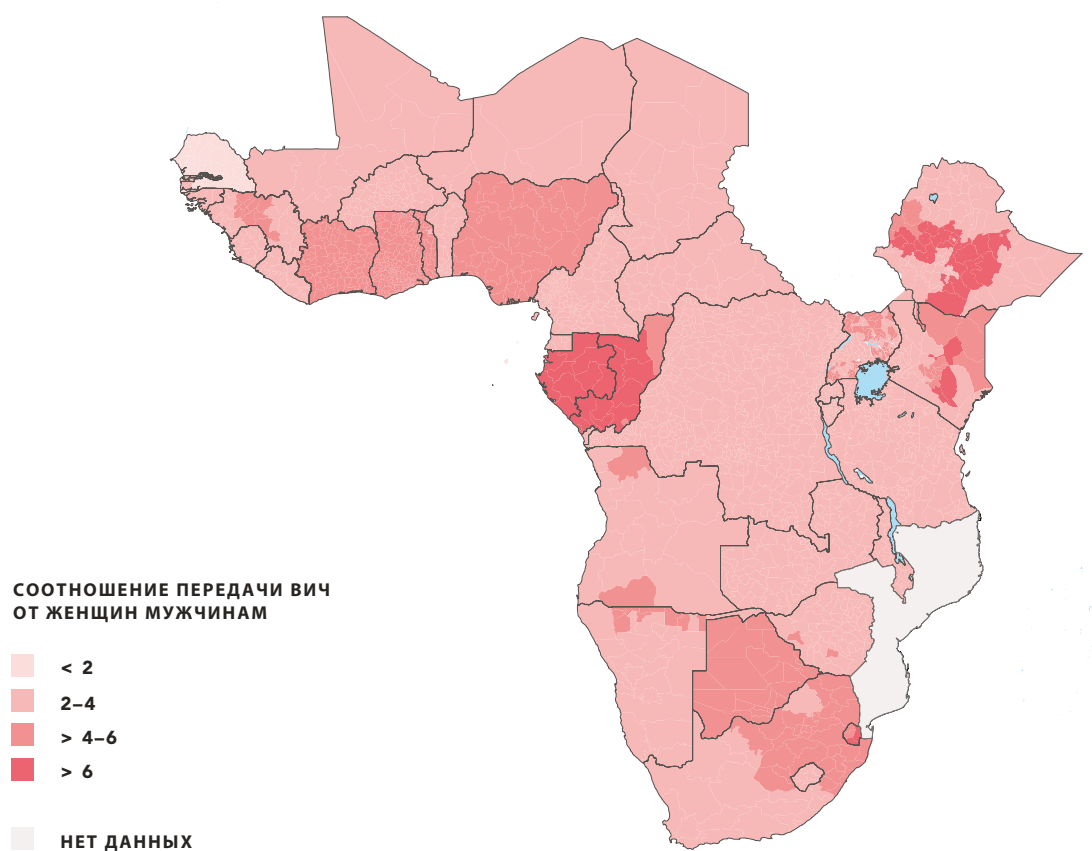 СООТНОШЕНИЕ ПЕРЕДАЧИ ВИЧ
ОТ ЖЕНЩИН МУЖЧИНАМ
< 2
2–4
> 4–6
> 6
НЕТ ДАННЫХ